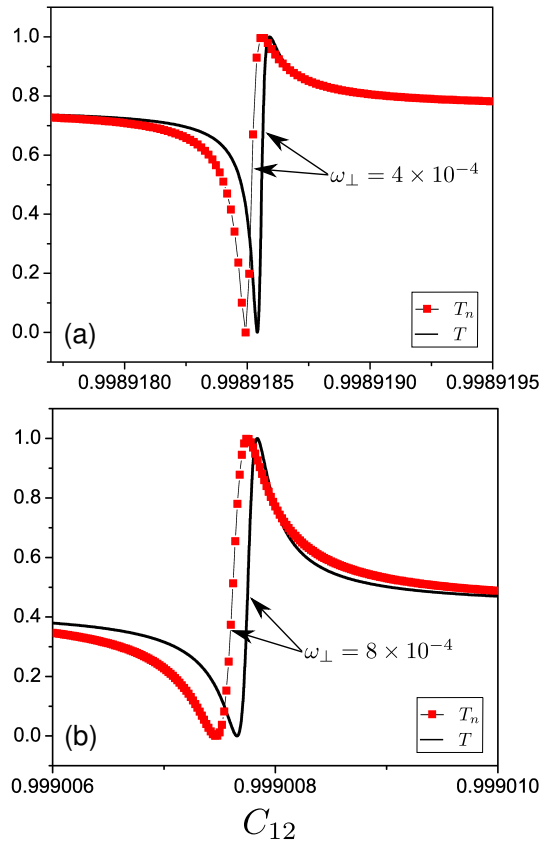 1.0
0.8
0.6
0.4
0.2
0.0
ω⊥ = 4 × 10⁻⁴
(a)
Tₙ
T
0.9989180 0.9989185 0.9989190 0.9989195
1.0
0.8
0.6
0.4
0.2
0.0
ω⊥ = 8 × 10⁻⁴
(b)
Tₙ
T
0.999006 0.999008 0.999010
C₁₂